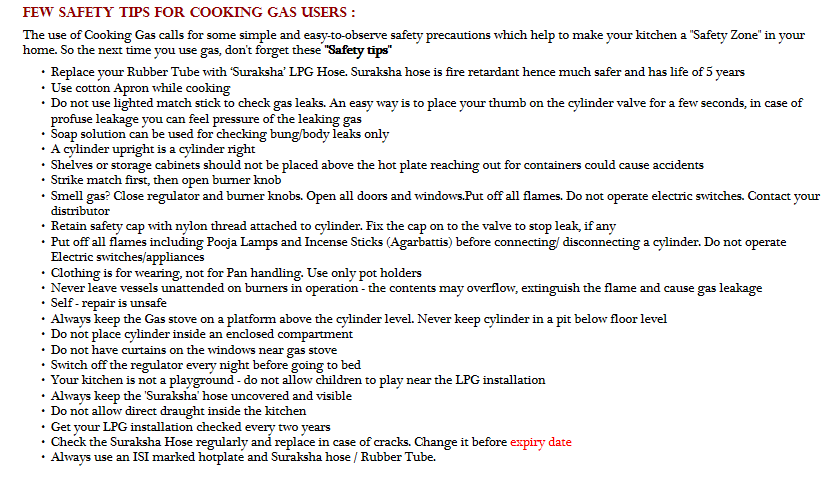 FEW SAFETY TIPS FOR COOKING GAS USERS :
The use of Cooking Gas calls for some simple and easy-to-observe safety precautions which help to make your kitchen a "Safety Zone" in your
home. So the next time you use gas, don't forget these "Safety tips"
• Replace your Rubber Tube with 'Suraksha' LPG Hose. Suraksha hose is fire retardant hence much safer and has life of 5 years
• Use cotton Apron while cooking
• Do not use lighted match stick to check gas leaks. An easy way is to place your thumb on the cylinder valve for a few seconds, in case of
profuse leakage you can feel pressure of the leaking gas
• Soap solution can be used for checking bung/body leaks only
• A cylinder upright is a cylinder right
• Shelves or storage cabinets should not be placed above the hot plate reaching out for containers could cause accidents
• Strike match first, then open burner knob
• Smell gas? Close regulator and burner knobs. Open all doors and windows.Put off all flames. Do not operate electric switches. Contact your
distributor
• Retain safety cap with nylon thread attached to cylinder. Fix the cap on to the valve to stop leak, if any
• Put off all flames including Pooja Lamps and Incense Sticks (Agarbattis) before connecting/ disconnecting a cylinder. Do not operate
Electric switches/appliances
• Clothing is for wearing, not for Pan handling. Use only pot holders
• Never leave vessels unattended on burners in operation - the contents may overflow, extinguish the flame and cause gas leakage
• Self - repair is unsafe
• Always keep the Gas stove on a platform above the cylinder level. Never keep cylinder in a pit below floor level
• Do not place cylinder inside an enclosed compartment
• Do not have curtains on the windows near gas stove
• Switch off the regulator every night before going to bed
• Your kitchen is not a playground - do not allow children to play near the LPG installation
• Always keep the 'Suraksha' hose uncovered and visible
• Do not allow direct draught inside the kitchen
• Get your LPG installation checked every two years
• Check the Suraksha Hose regularly and replace in case of cracks. Change it before expiry date
• Always use an ISI marked hotplate and Suraksha hose / Rubber Tube.